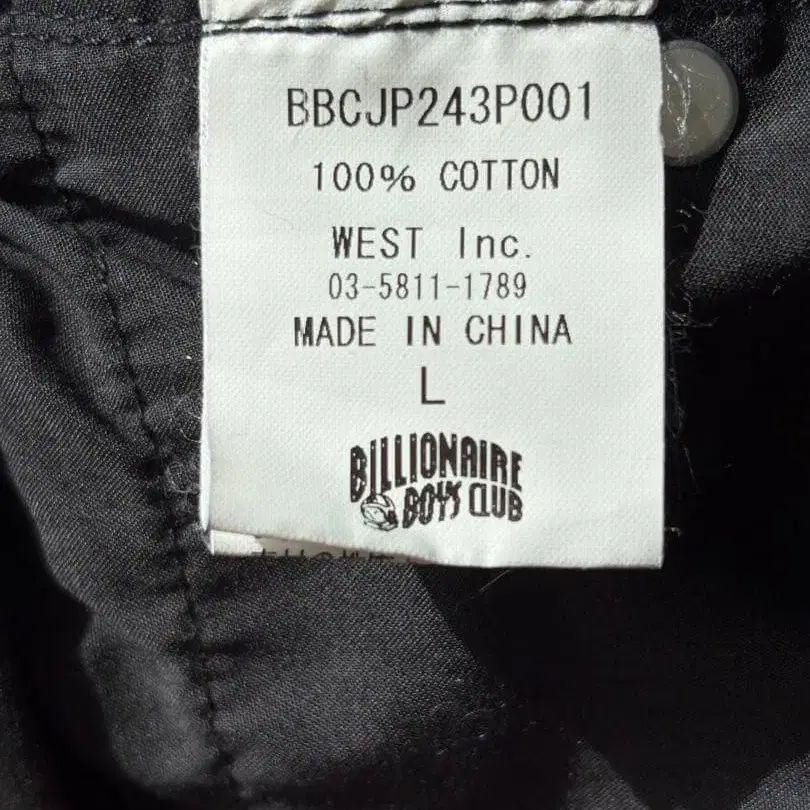 BBCJP243P001
100% COTTON
WEST Inc.
03-5811-1789
MADE IN CHINA
L
BILLIONAIRE
BOYS CLUB